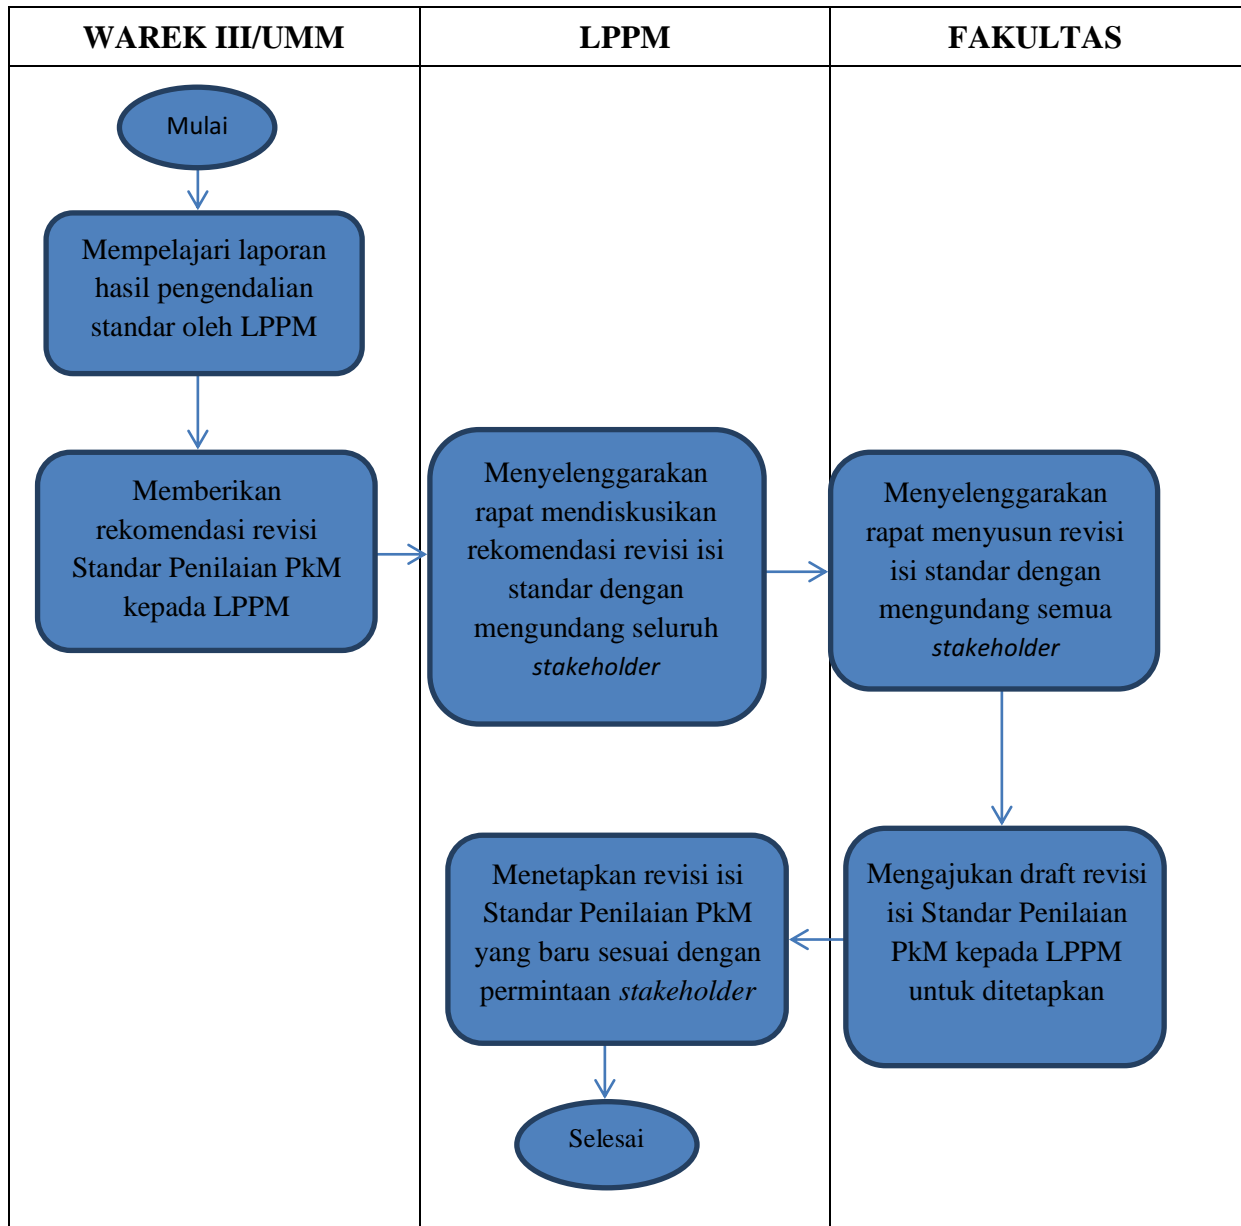 WAREK III/UMM
LPPM
FAKULTAS
Mulai
Mempelajari laporan
hasil pengendalian
standar oleh LPPM
Memberikan
rekomendasi revisi
Standar Penilaian PkM
kepada LPPM
Menyelenggarakan
rapat mendiskusikan
rekomendasi revisi isi
standar dengan
mengundang seluruh
stakeholder
Menyelenggarakan
rapat menyusun revisi
isi standar dengan
mengundang semua
stakeholder
Mengajukan draft revisi
isi Standar Penilaian
PkM kepada LPPM
untuk ditetapkan
Menetapkan revisi isi
Standar Penilaian PkM
yang baru sesuai dengan
permintaan stakeholder
Selesai